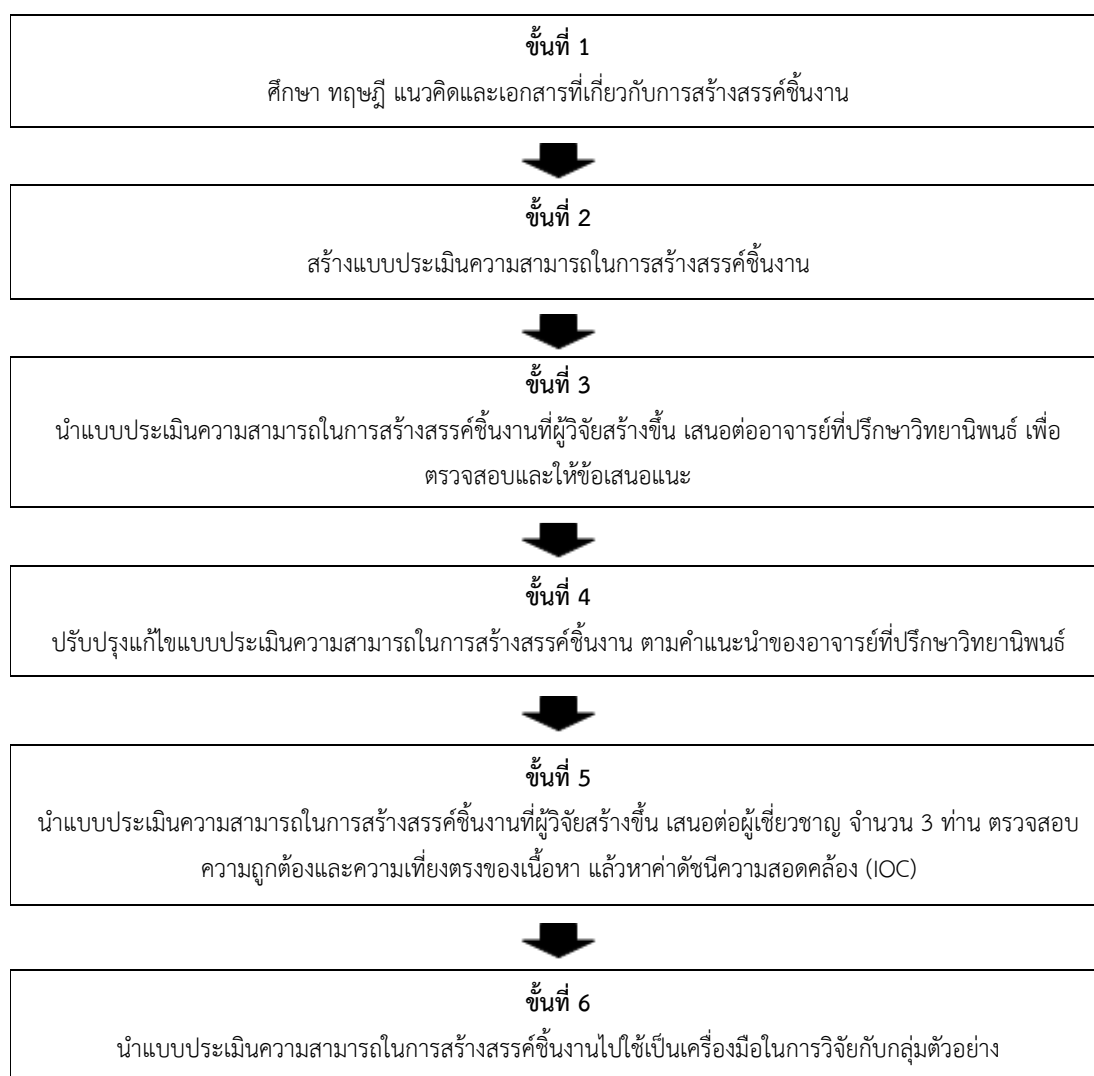 ขั้นที่ 1
ศึกษา ทฤษฎี แนวคิดและเอกสารที่เกี่ยวกับการสร้างสรรค์ชิ้นงาน
ขั้นที่ 2
สร้างแบบประเมินความสามารถในการสร้างสรรค์ชิ้นงาน
ขั้นที่ 3
นำแบบประเมินความสามารถในการสร้างสรรค์ชิ้นงานที่ผู้วิจัยสร้างขึ้น เสนอต่ออาจารย์ที่ปรึกษาวิทยานิพนธ์ เพื่อ
ตรวจสอบและให้ข้อเสนอแนะ
ขั้นที่ 4
ปรับปรุงแก้ไขแบบประเมินความสามารถในการสร้างสรรค์ชิ้นงาน ตามคำแนะนำของอาจารย์ที่ปรึกษาวิทยานิพนธ์
ขั้นที่ 5
นำแบบประเมินความสามารถในการสร้างสรรค์ชิ้นงานที่ผู้วิจัยสร้างขึ้น เสนอต่อผู้เชี่ยวชาญ จำนวน 3 ท่าน ตรวจสอบ
ความถูกต้องและความเที่ยงตรงของเนื้อหา แล้วหาค่าดัชนีความสอดคล้อง (IOC)
ขั้นที่ 6
นำแบบประเมินความสามารถในการสร้างสรรค์ชิ้นงานไปใช้เป็นเครื่องมือในการวิจัยกับกลุ่มตัวอย่าง